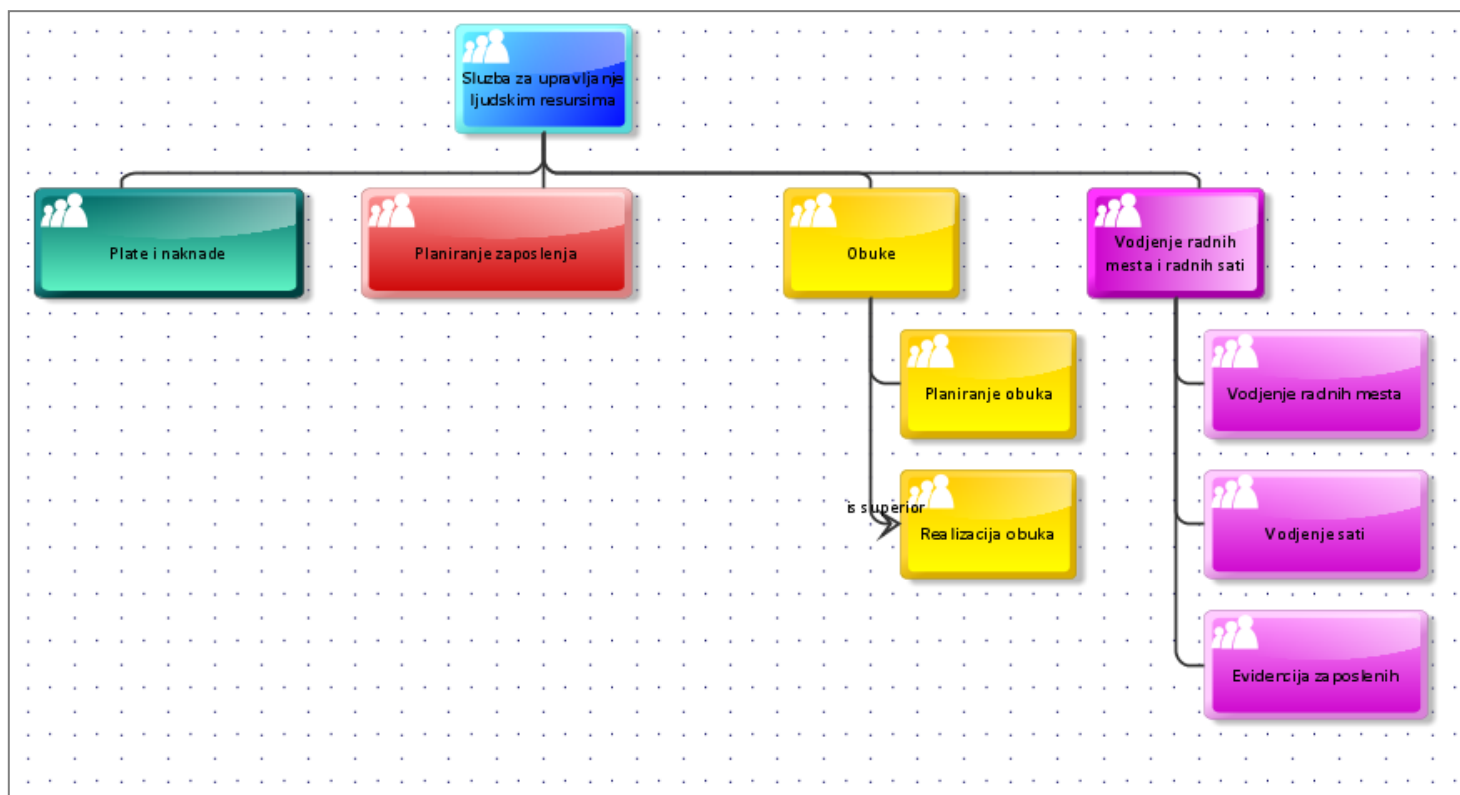 Sluzba za upravljanje
ljudskim resursima
Plate i naknade
Planiranje zaposlenja
Obuke
Vodjenje radnih
mesta i radnih sati
Planiranje obuka
Vodjenje radnih mesta
is superior
Realizacija obuka
Vodjenje sati
Evidencija zaposlenih